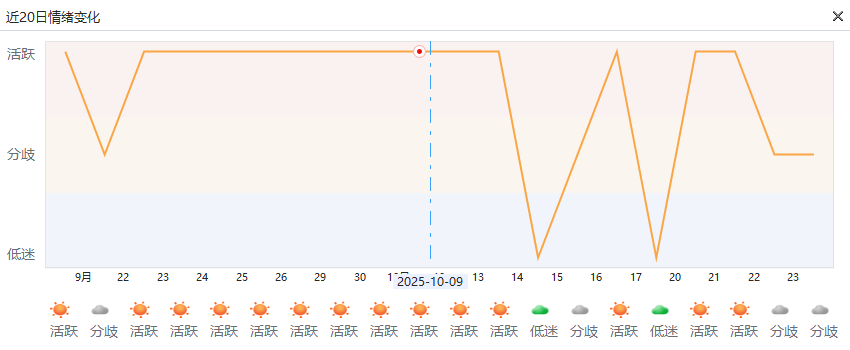 近20日情绪变化
活跃
分歧
低迷
9月 22 23 24 25 26 29 30 13 14 15 16 17 20 21 22 23
2025-10-09
活跃 分歧 活跃 活跃 活跃 活跃 活跃 活跃 活跃 活跃 活跃 活跃 低迷 分歧 活跃 低迷 活跃 活跃 分歧 分歧